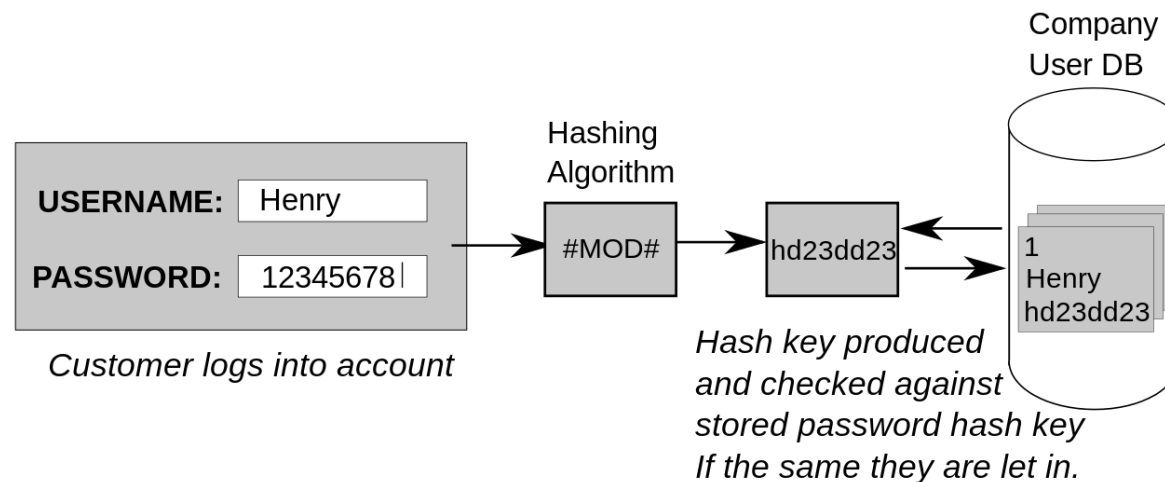 Company
User DB
Hashing
Algorithm
USERNAME: Henry
PASSWORD: 12345678
#MOD#
hd23dd23
1
Henry
hd23dd23
Customer logs into account
Hash key produced
and checked against
stored password hash key
If the same they are let in.